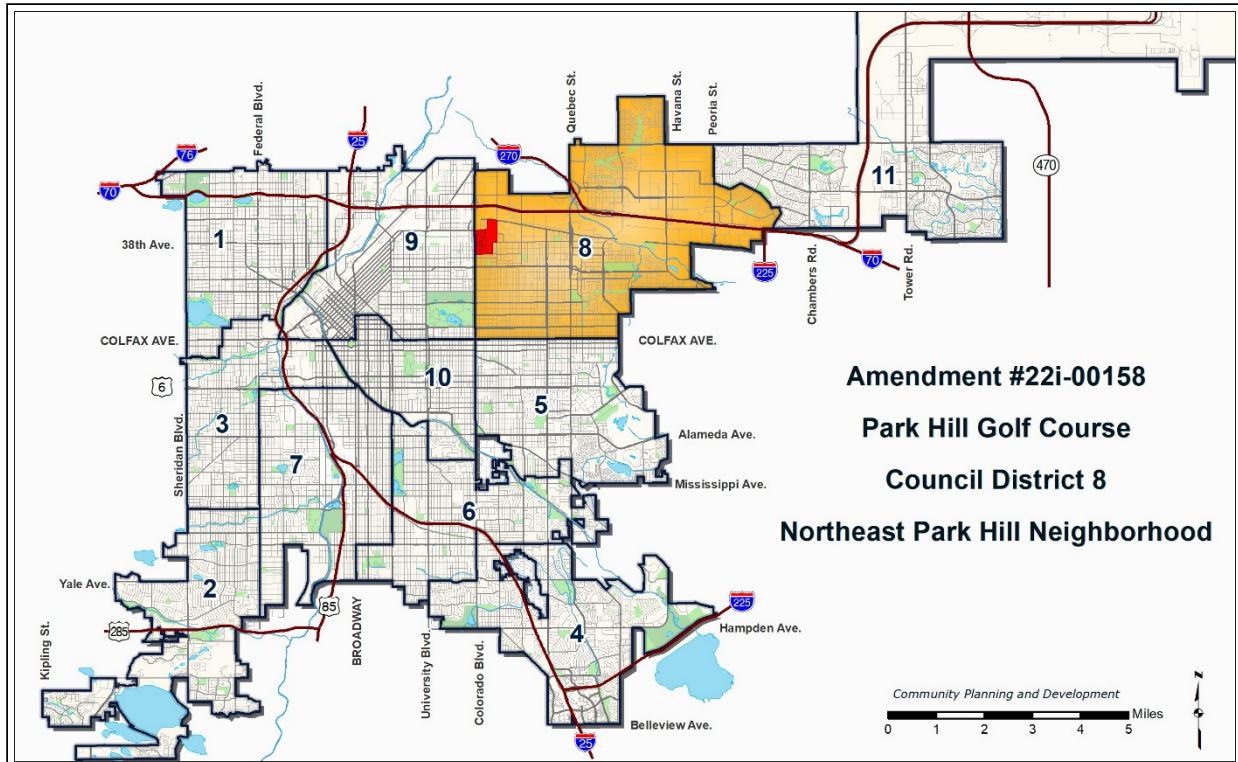 Federal Blvd.
Quebec St.
Havana St.
Peoria St.
76
25
270
70
470
11
1
9
8
38th Ave.
225
70
Chambers Rd.
Tower Rd.
COLFAX AVE.
COLFAX AVE.
6
10
5
3
Sheridan Blvd.
7
Alameda Ave.
Mississippi Ave.
6
Amendment #22i-00158
Park Hill Golf Course
Council District 8
Northeast Park Hill Neighborhood
Yale Ave.
2
85
285
BROADWAY
University Blvd.
Colorado Blvd.
4
225
Hampden Ave.
Kipling St.
Belleview Ave.
25
Community Planning and Development
Miles
0 1 2 3 4 5
N